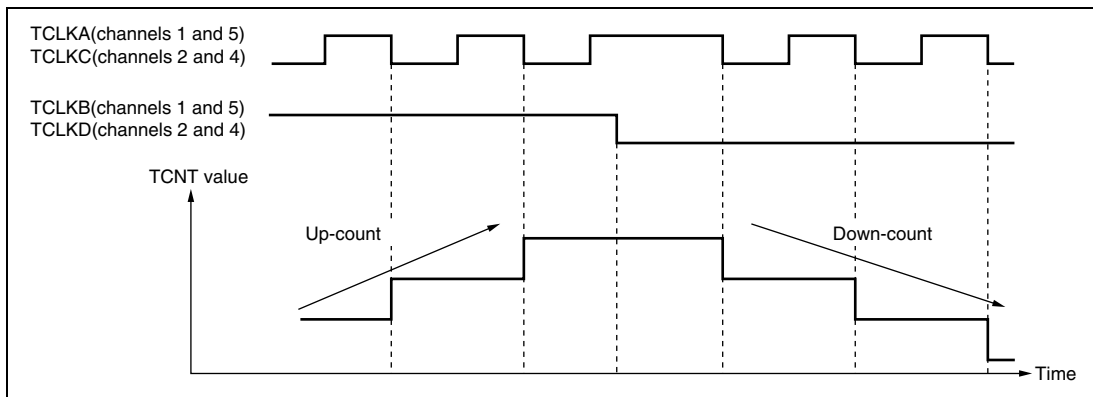 TCLKA(channels 1 and 5)
TCLKC(channels 2 and 4)
TCLKB(channels 1 and 5)
TCLKD(channels 2 and 4)
TCNT value
Up-count
Down-count
Time